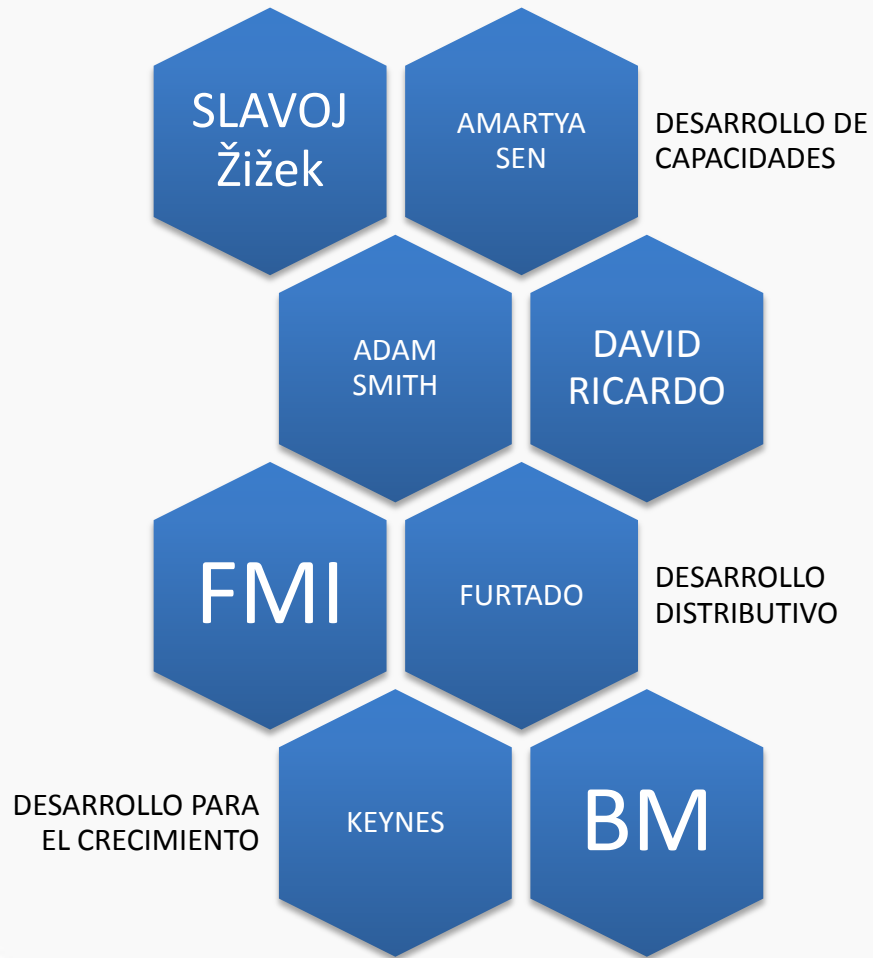 SLAVOJ
Žižek
AMARTYA
SEN
DESARROLLO DE
CAPACIDADES
ADAM
SMITH
DAVID
RICARDO
FMI
FURTADO
DESARROLLO
DISTRIBUTIVO
DESARROLLO PARA
EL CRECIMIENTO
KEYNES
BM